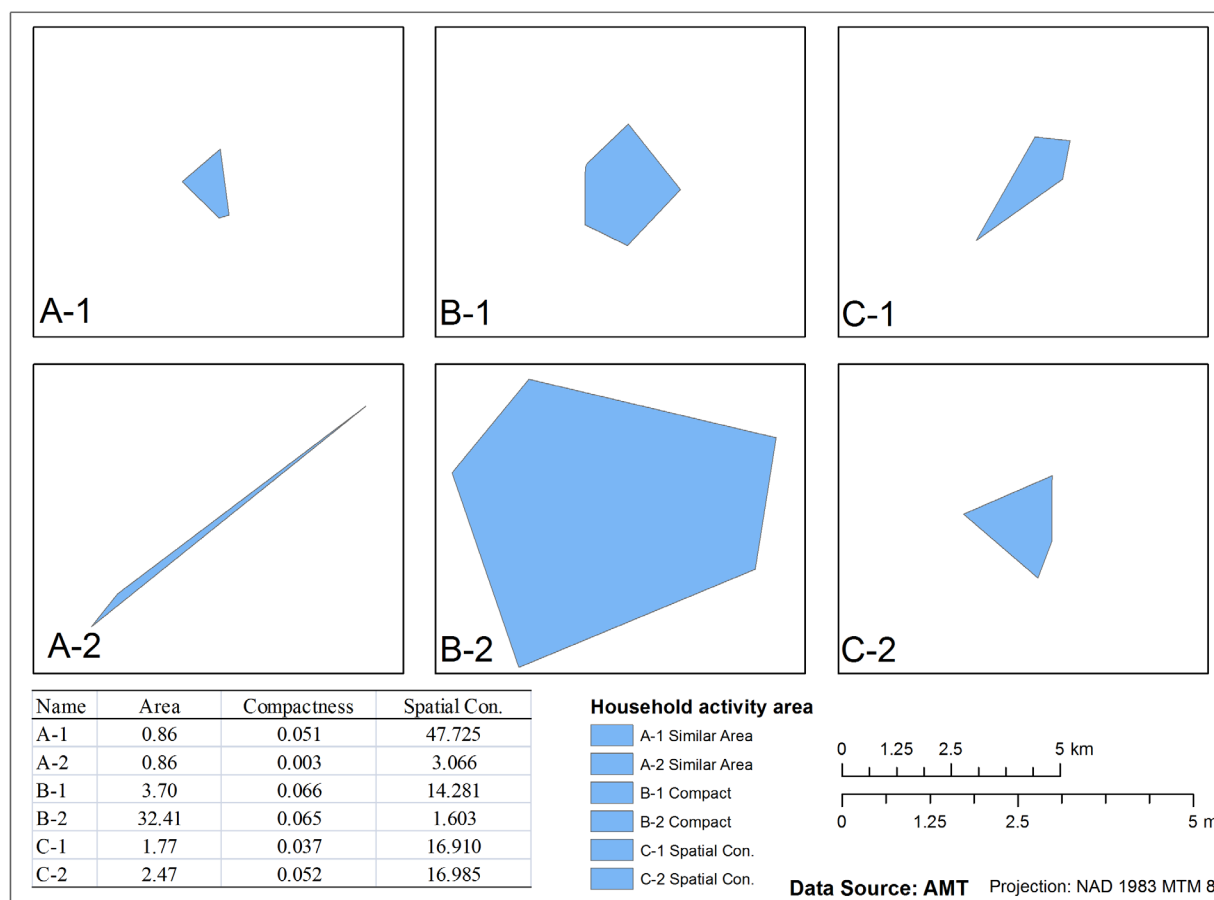 A-1
B-1
C-1
A-2
B-2
C-2
Name Area Compactness Spatial Con.
A-1 0.86 0.051 47.725
A-2 0.86 0.003 3.066
B-1 3.70 0.066 14.281
B-2 32.41 0.065 1.603
C-1 1.77 0.037 16.910
C-2 2.47 0.052 16.985
Household activity area
A-1 Similar Area
A-2 Similar Area
B-1 Compact
B-2 Compact
C-1 Spatial Con.
C-2 Spatial Con.
0 1.25 2.5 5 km
0 1.25 2.5 5 m
Data Source: AMT Projection: NAD 1983 MTM 8